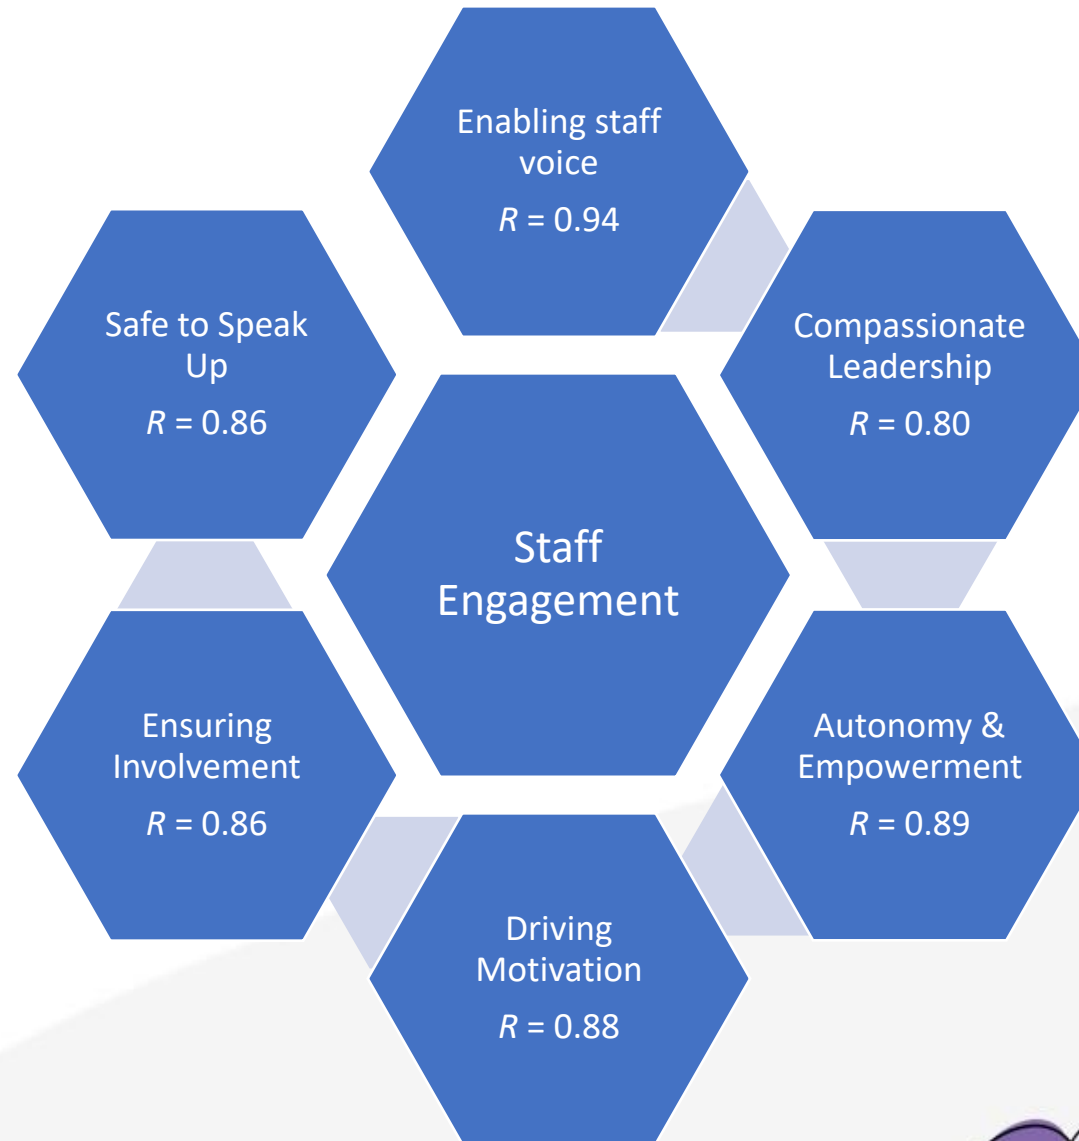 Enabling staff
voice
R = 0.94
Compassionate
Leadership
R = 0.80
Autonomy &
Empowerment
R = 0.89
Driving
Motivation
R = 0.88
Ensuring
Involvement
R = 0.86
Safe to Speak
Up
R = 0.86
Staff
Engagement